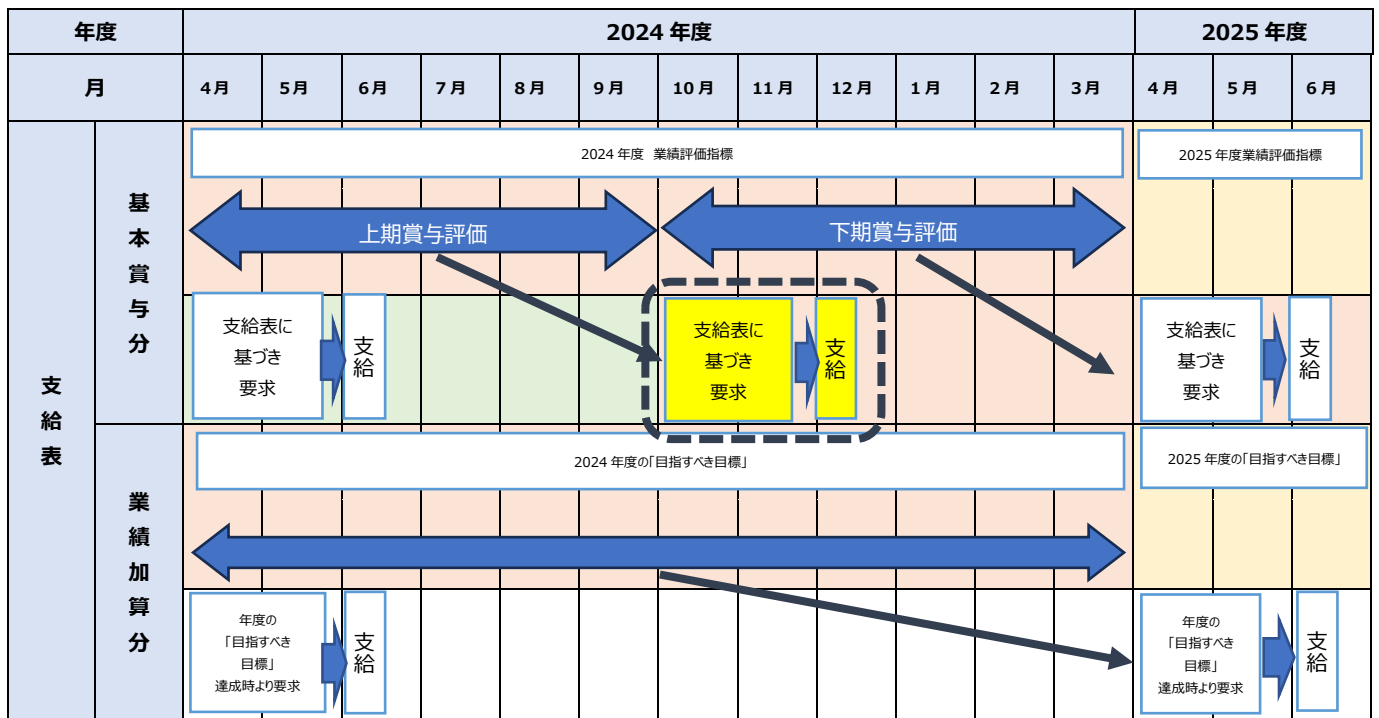 年度
2024 年度
2025 年度
月
4月
5月
6月
7月
8月
9月
10月
11月
12月
1月
2月
3月
4月
5月
6月
支給表
基本賞与分
2024 年度 業績評価指標
2025 年度業績評価指標
上期賞与評価
下期賞与評価
支給表に
基づき
要求
支給
支給表に
基づき
要求
支給
支給表に
基づき
要求
支給
業績加算分
2024 年度の「目指すべき目標」
2025 年度の「目指すべき目標」
年度の
「目指すべき
目標」
達成時より要求
支給
年度の
「目指すべき
目標」
達成時より要求
支給